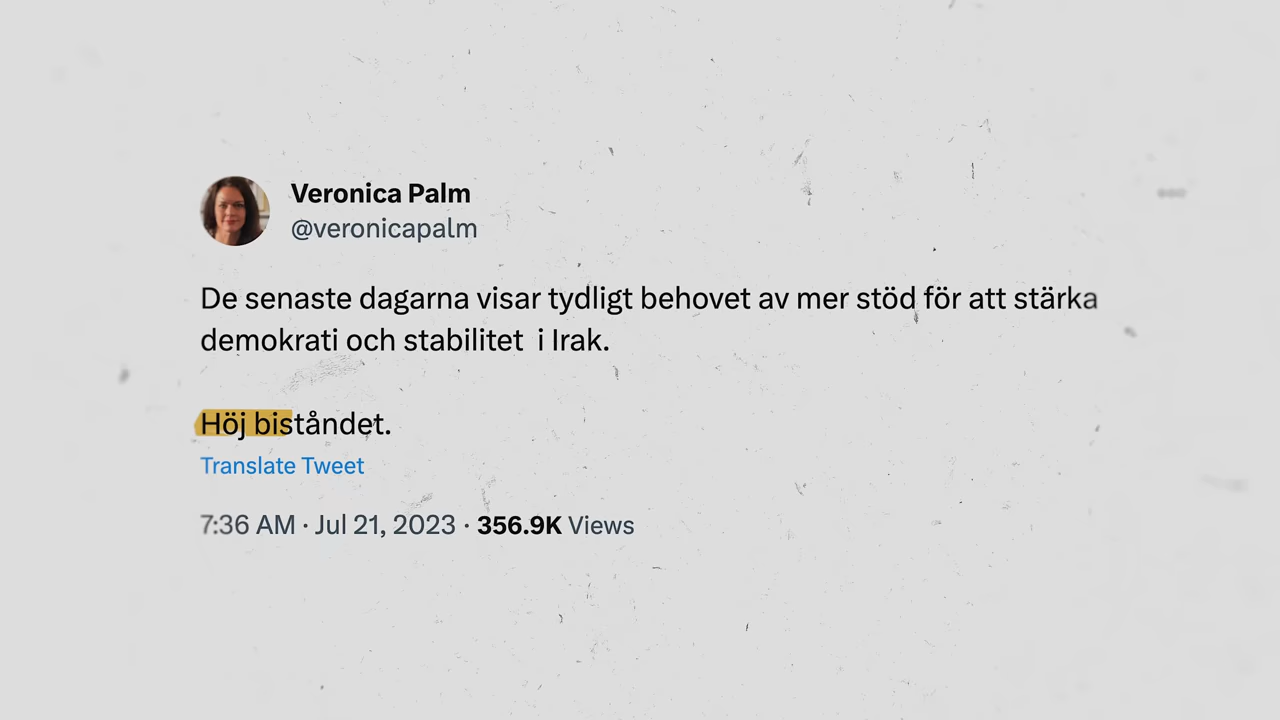 Veronica Palm
@veronicapalm
De senaste dagarna visar tydligt behovet av mer stöd för att stärka
demokrati och stabilitet  i Irak.
Höj biståndet.
Translate Tweet
7:36 AM · Jul 21, 2023 · 356.9K Views